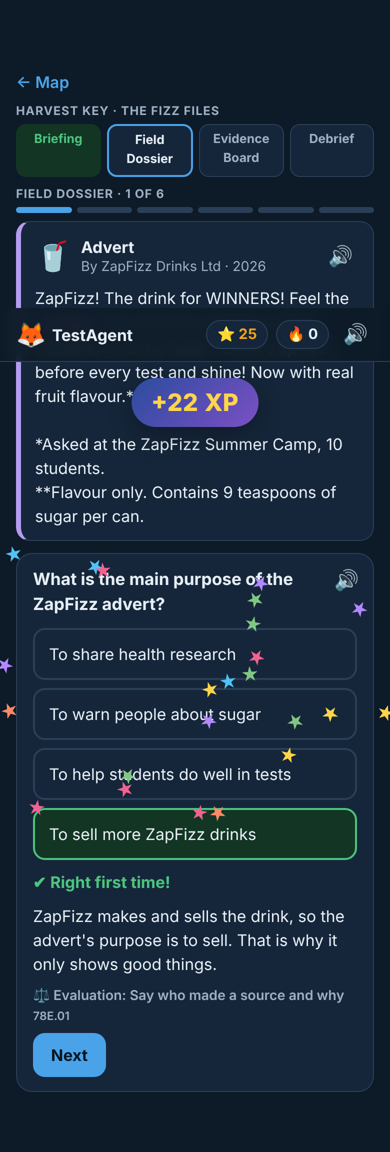 ← Map
HARVEST KEY · THE FIZZ FILES
Briefing
Field
Dossier
Evidence
Board
Debrief
FIELD DOSSIER · 1 OF 6
Advert
By ZapFizz Drinks Ltd · 2026
ZapFizz! The drink for WINNERS! Feel the
TestAgent
25
0
before every test and shine! Now with real
fruit flavour.*
+22 XP
*Asked at the ZapFizz Summer Camp, 10
students.
**Flavour only. Contains 9 teaspoons of
sugar per can.
What is the main purpose of the
ZapFizz advert?
To share health research
To warn people about sugar
To help students do well in tests
To sell more ZapFizz drinks
✔ Right first time!
ZapFizz makes and sells the drink, so the
advert's purpose is to sell. That is why it
only shows good things.
Evaluation: Say who made a source and why
78E.01
Next